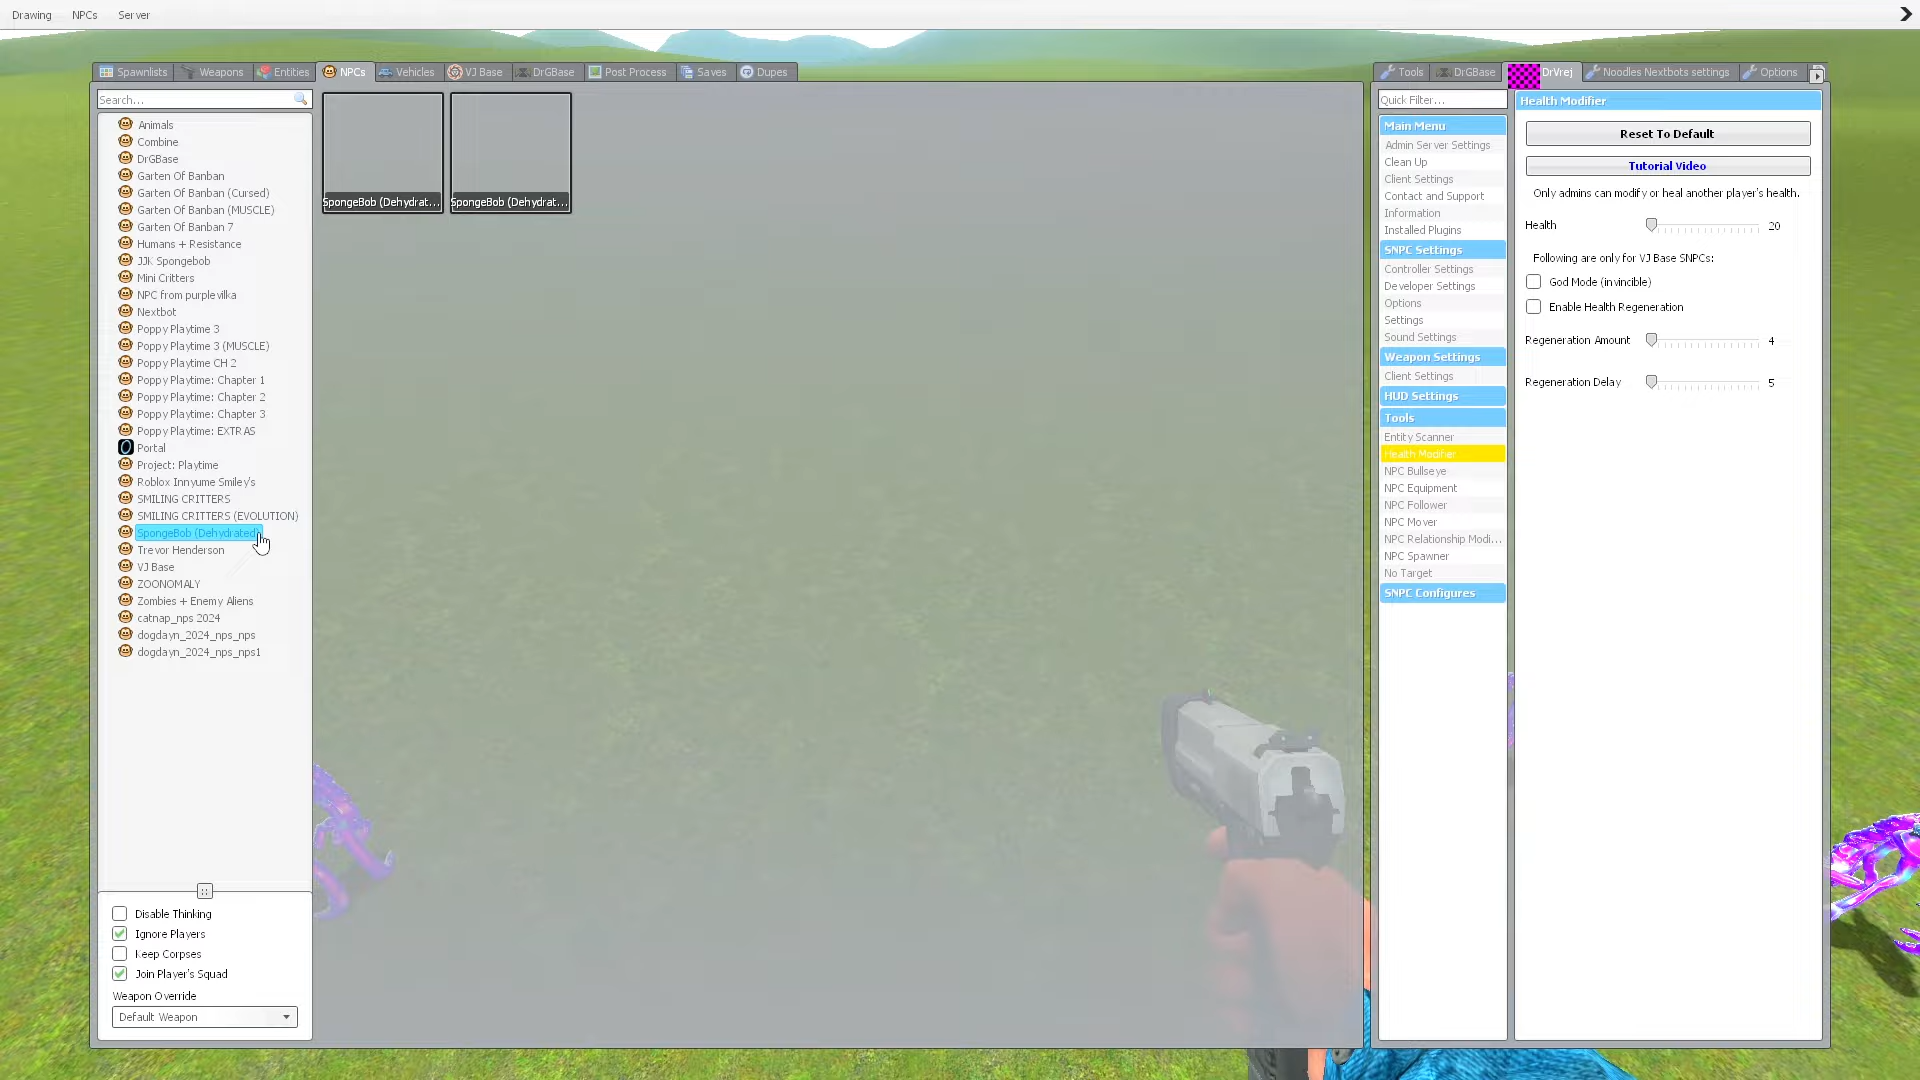 Drawing NPCs Server
Spawnlists Weapons Entities NPCs Vehicles VJ Base DrGBase Post Process Saves Dupes
Search...
Animals
Combine
DrGBase
Garten Of Banban
Garten Of Banban (Cursed)
Garten Of Banban (MUSCLE)
Garten Of Banban 7
Humans + Resistance
JJK Spongebob
Mini Critters
NPC from purplevilka
Nextbot
Poppy Playtime 3
Poppy Playtime 3 (MUSCLE)
Poppy Playtime CH 2
Poppy Playtime: Chapter 1
Poppy Playtime: Chapter 2
Poppy Playtime: Chapter 3
Poppy Playtime: EXTRAS
Portal
Project: Playtime
Roblox Innyume Smiley's
SMILING CRITTERS
SMILING CRITTERS (EVOLUTION)
SpongeBob (Dehydrated)
Trevor Henderson
VJ Base
ZOONOMALY
Zombies + Enemy Aliens
catnap_nps 2024
dogdayn_2024_nps_nps
dogdayn_2024_nps_nps1
Disable Thinking
Ignore Players
Keep Corpses
Join Player's Squad
Weapon Override
Default Weapon
SpongeBob (Dehydrat... SpongeBob (Dehydrat...
Tools DrGBase DrVrej Noodles Nextbots settings Options
Quick Filter...
Main Menu
Admin Server Settings
Clean Up
Client Settings
Contact and Support
Information
Installed Plugins
SNPC Settings
Controller Settings
Developer Settings
Options
Settings
Sound Settings
Weapon Settings
Client Settings
HUD Settings
Tools
Entity Scanner
Health Modifier
NPC Bullseye
NPC Equipment
NPC Follower
NPC Mover
NPC Relationship Modi...
NPC Spawner
No Target
SNPC Configures
Health Modifier
Reset To Default
Tutorial Video
Only admins can modify or heal another player's health.
Health 20
Following are only for VJ Base SNPCs:
God Mode (invincible)
Enable Health Regeneration
Regeneration Amount 4
Regeneration Delay 5